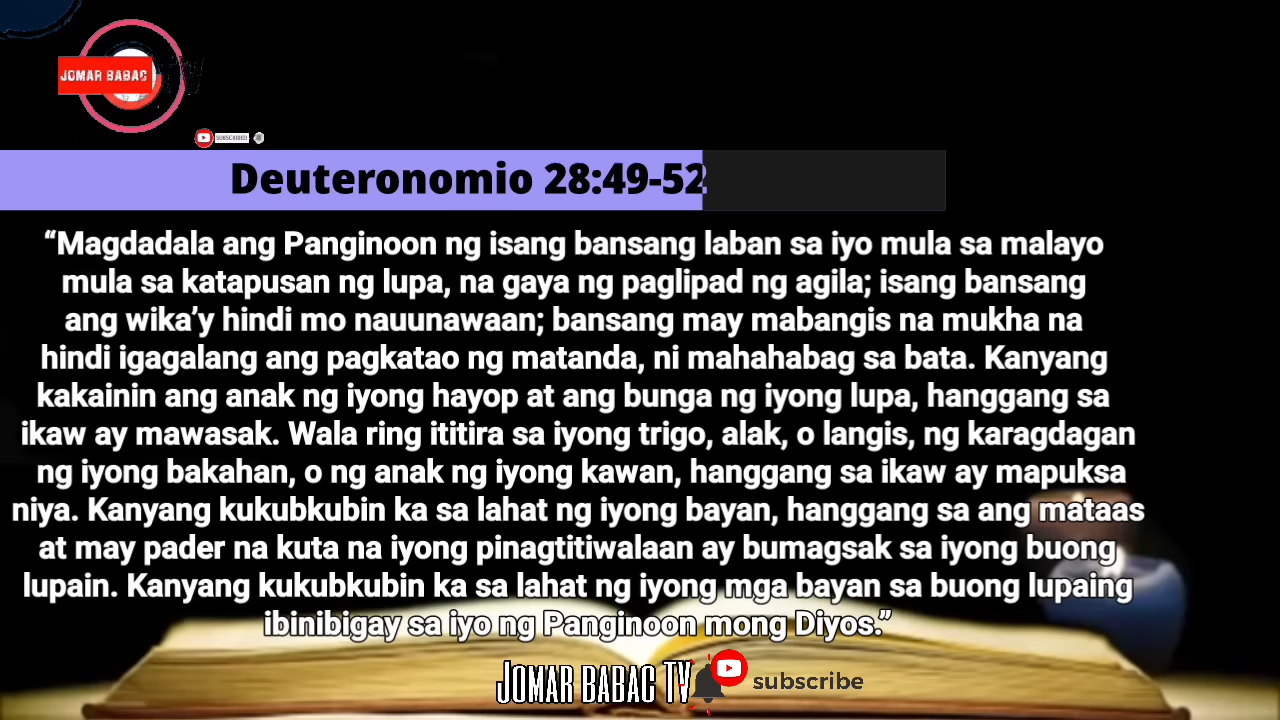 JOMAR BABAC
SUBSCRIBED
Deuteronomio 28:49-52
“Magdadala ang Panginoon ng isang bansang laban sa iyo mula sa malayo
mula sa katapusan ng lupa, na gaya ng paglipad ng agila; isang bansang
ang wika’y hindi mo nauunawaan; bansang may mabangis na mukha na
hindi igagalang ang pagkatao ng matanda, ni mahahabag sa bata. Kanyang
kakainin ang anak ng iyong hayop at ang bunga ng iyong lupa, hanggang sa
ikaw ay mawasak. Wala ring ititira sa iyong trigo, alak, o langis, ng karagdagan
ng iyong bakahan, o ng anak ng iyong kawan, hanggang sa ikaw ay mapuksa
niya. Kanyang kukubkubin ka sa lahat ng iyong bayan, hanggang sa ang mataas
at may pader na kuta na iyong pinagtitiwalaan ay bumagsak sa iyong buong
lupain. Kanyang kukubkubin ka sa lahat ng iyong mga bayan sa buong lupaing
ibinibigay sa iyo ng Panginoon mong Diyos.”
JOMAR BABAC TV
subscribe